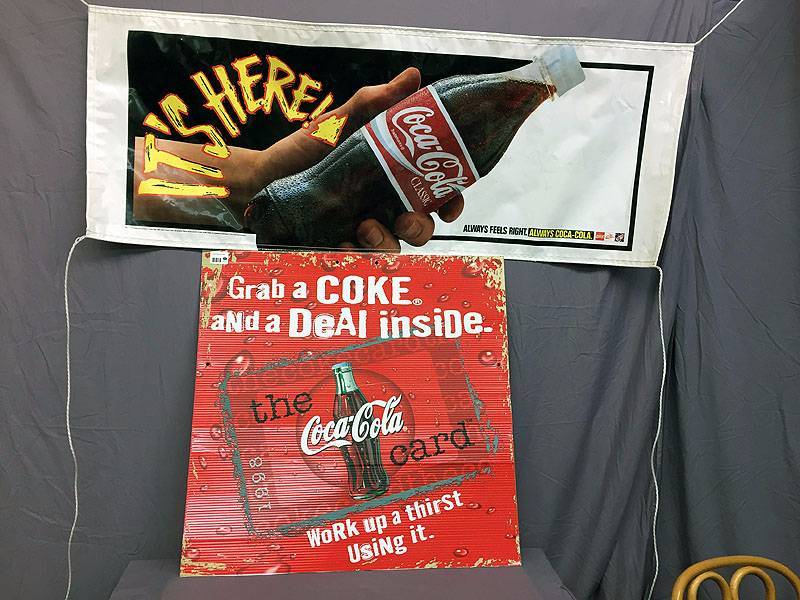 IT'S HERE!
Coca-Cola
CLASSIC
ALWAYS FEELS RIGHT. ALWAYS COCA-COLA.
Grab a COKE®
aNd a DeAl insiDe.
the
Coca-Cola
card
1998
WoRk up a thirSt
UsiNg it.